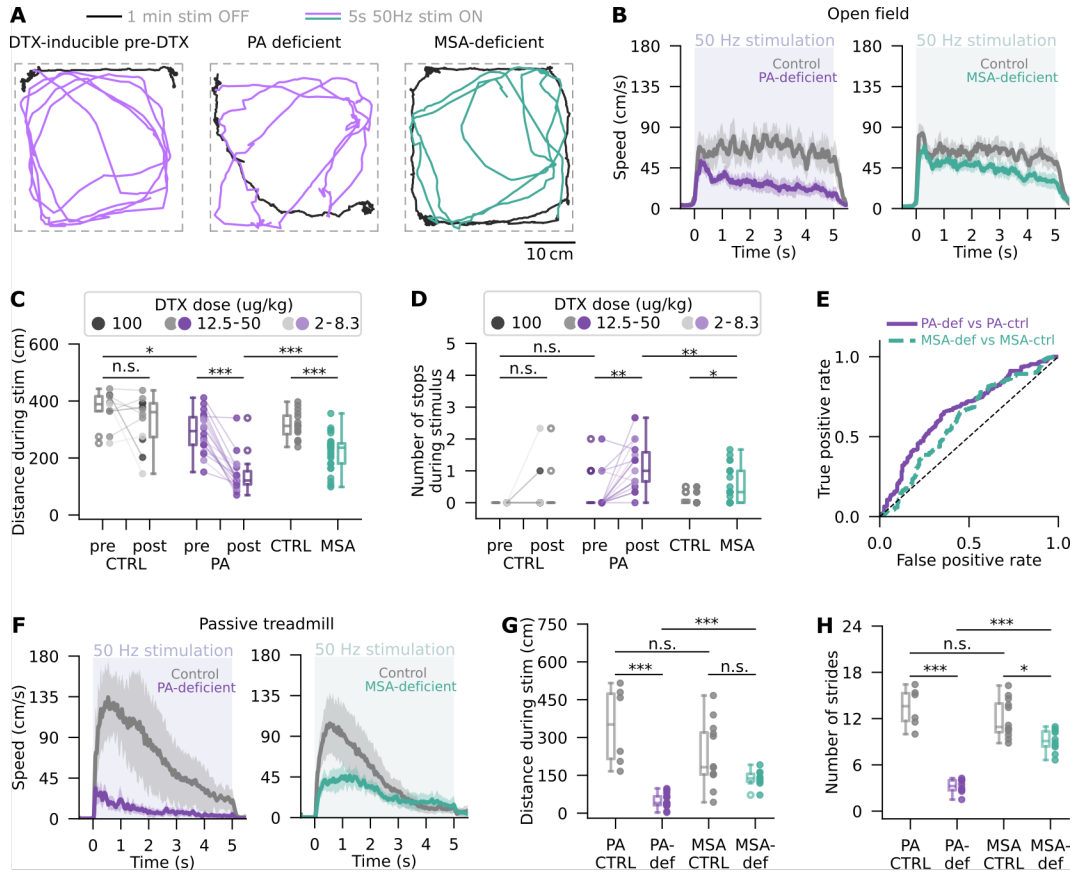 A
1 min stim OFF
5s 50Hz stim ON
DTX-inducible pre-DTX
PA deficient
MSA-deficient
10 cm
B
Open field
50 Hz stimulation
Control
PA-deficient
180
135
90
45
0
Speed (cm/s)
0 1 2 3 4 5
Time (s)
50 Hz stimulation
Control
MSA-deficient
180
135
90
45
0
0 1 2 3 4 5
Time (s)
C
DTX dose (ug/kg)
100 12.5-50 2-8.3
Distance during stim (cm)
600
400
200
0
n.s.
*
***
***
***
pre post pre post CTRL MSA
CTRL PA
D
DTX dose (ug/kg)
100 12.5-50 2-8.3
Number of stops
during stimulus
5
4
3
2
1
0
n.s.
n.s.
**
**
*
pre post pre post CTRL MSA
CTRL PA
E
PA-def vs PA-ctrl
MSA-def vs MSA-ctrl
True positive rate
1.0
0.5
0.0
0.0 0.5 1.0
False positive rate
F
Passive treadmill
50 Hz stimulation
Control
PA-deficient
Speed (cm/s)
180
135
90
45
0
0 1 2 3 4 5
Time (s)
50 Hz stimulation
Control
MSA-deficient
180
135
90
45
0
0 1 2 3 4 5
Time (s)
G
Distance during stim (cm)
750
600
450
300
150
0
***
n.s.
***
n.s.
PA PA- MSA MSA-
CTRL def CTRL def
H
Number of strides
24
18
12
6
0
***
n.s.
***
*
PA PA- MSA MSA-
CTRL def CTRL def